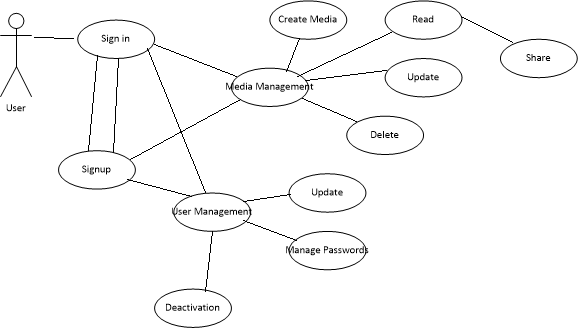 Create Media
Read
Sign in
Share
Update
Media Management
User
Delete
Signup
Update
User Management
Manage Passwords
Deactivation